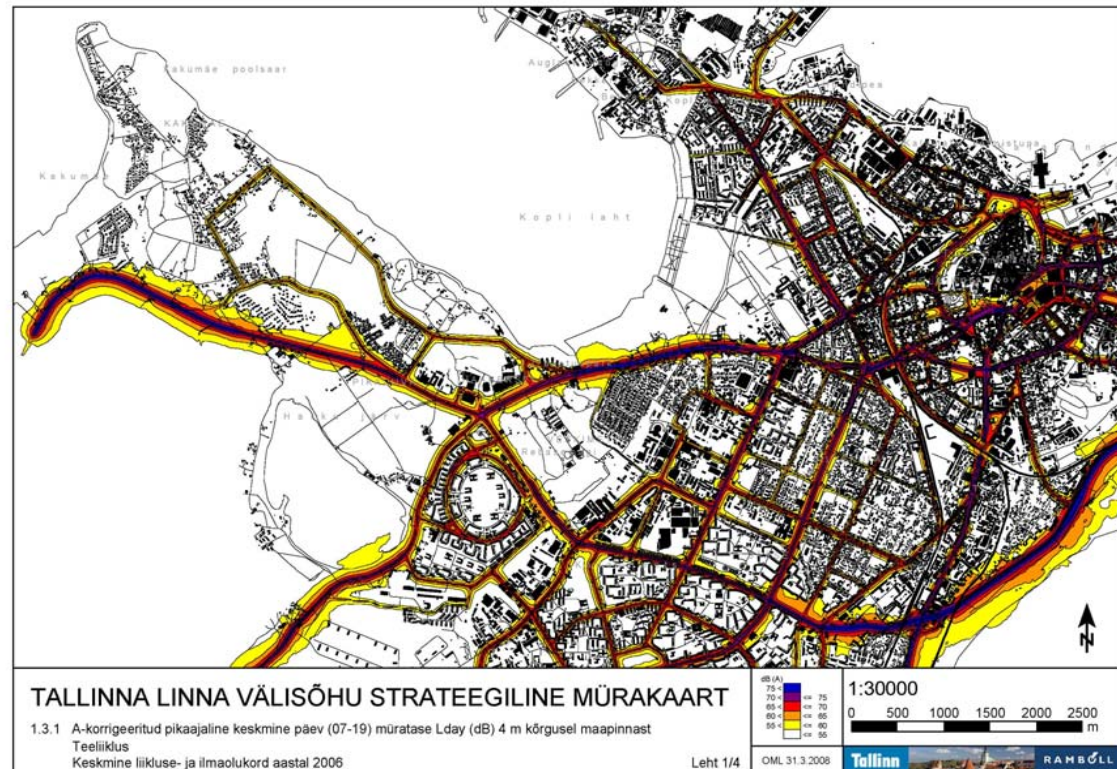 Kakumäe poolsaar
Kakumäe
Kopli laht
TALLINNA LINNA VÄLISÕHU STRATEEGILINE MÜRAKAART
1.3.1 A-korrigeeritud pikaajaline keskmine päev (07-19) müratase Lday (dB) 4 m kõrgusel maapinnast
Teeliiklus
Keskmine liikluse- ja ilmaolukord aastal 2006
Leht 1/4
dB (A)
75 <
70 < <= 75
65 < <= 70
60 < <= 65
55 < <= 60
<= 55
OML 31.3.2008
1:30000
0 500 1000 1500 2000 2500
m
N
Tallinn
RAMBOLL